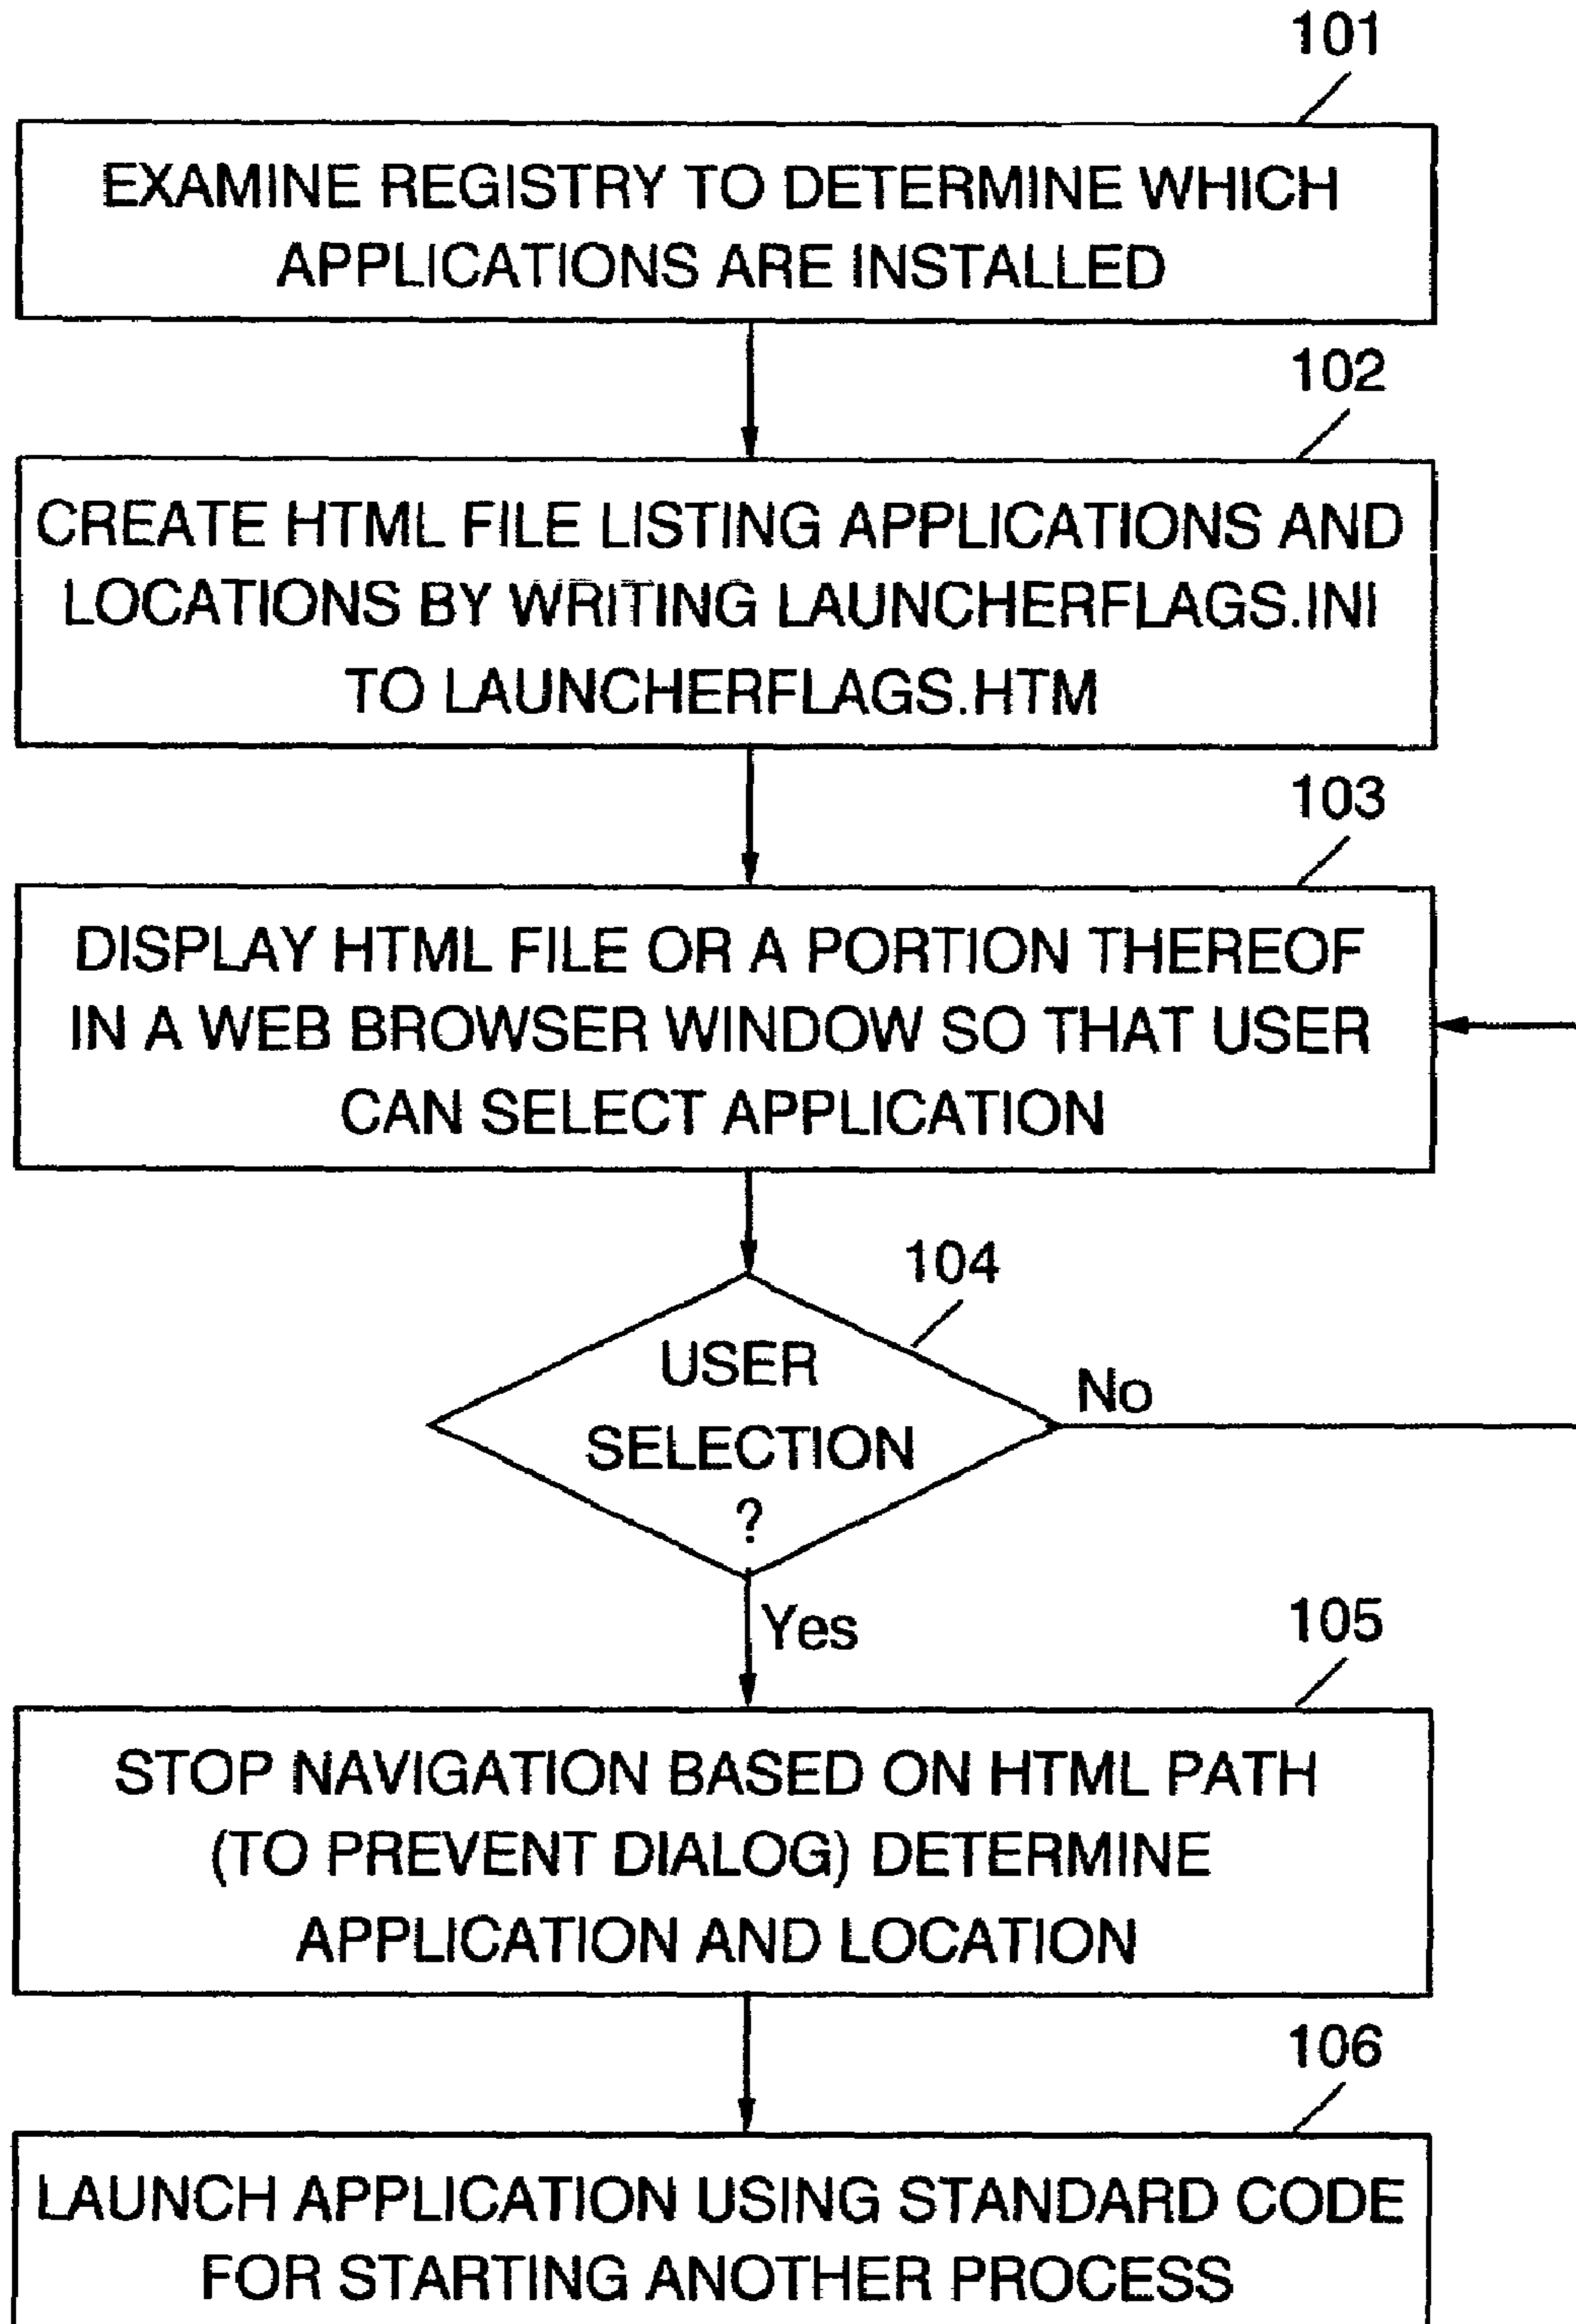 101
EXAMINE REGISTRY TO DETERMINE WHICH
APPLICATIONS ARE INSTALLED
102
CREATE HTML FILE LISTING APPLICATIONS AND
LOCATIONS BY WRITING LAUNCHERFLAGS.INI
TO LAUNCHERFLAGS.HTM
103
DISPLAY HTML FILE OR A PORTION THEREOF
IN A WEB BROWSER WINDOW SO THAT USER
CAN SELECT APPLICATION
104
USER
SELECTION
?
No
Yes
105
STOP NAVIGATION BASED ON HTML PATH
(TO PREVENT DIALOG) DETERMINE
APPLICATION AND LOCATION
106
LAUNCH APPLICATION USING STANDARD CODE
FOR STARTING ANOTHER PROCESS